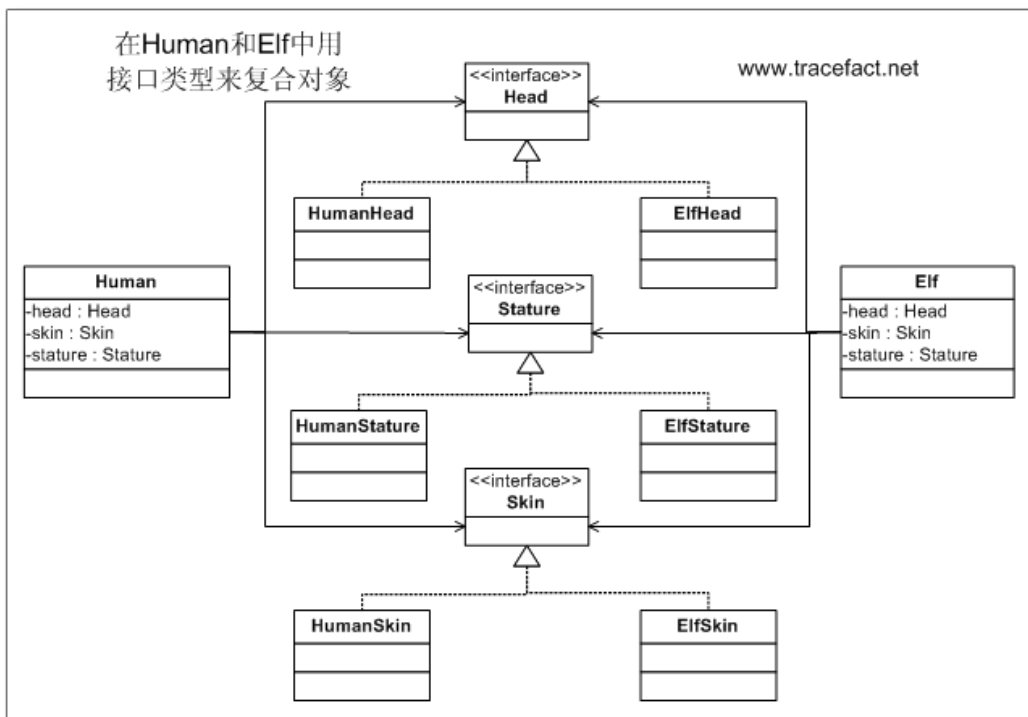 在Human和Elf中用
接口类型来复合对象
www.tracefact.net
<<interface>>
Head
HumanHead
ElfHead
Human
-head : Head
-skin : Skin
-stature : Stature
<<interface>>
Stature
Elf
-head : Head
-skin : Skin
-stature : Stature
HumanStature
ElfStature
<<interface>>
Skin
HumanSkin
ElfSkin